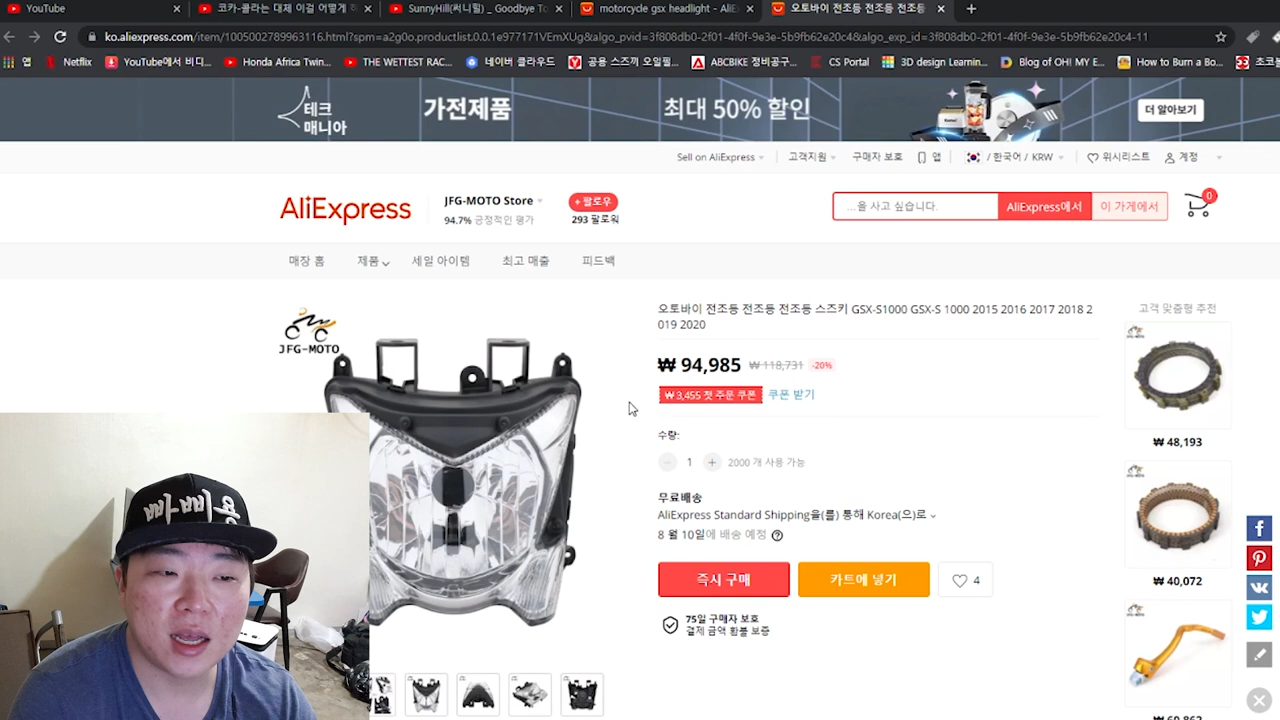 YouTube
코카-콜라는 대체 이걸 어떻게 하
SunnyHill(써니힐) _ Goodbye To
motorcycle gsx headlight - AliE
오토바이 전조등 전조등 전조등
ko.aliexpress.com/item/1005002789963116.html?spm=a2g0o.productlist.0.0.1e977171VEmXUg&algo_pvid=3f808db0-2f01-4f0f-9e3e-5b9fb62e20c4&algo_exp_id=3f808db0-2f01-4f0f-9e3e-5b9fb62e20c4-11
앱
Netflix
YouTube에서 비디...
Honda Africa Twin...
THE WETTEST RAC...
네이버 클라우드
공용 스즈끼 오일필...
ABCBIKE 정비공구...
CS Portal
3D design Learnin...
Blog of OH! MY E...
How to Burn a Bo...
초코볼
테크
매니아
가전제품
최대 50% 할인
더 알아보기
Sell on AliExpress
고객지원
구매자 보호
앱
/ 한국어 / KRW
위시리스트
계정
AliExpress
JFG-MOTO Store
94.7% 긍정적인 평가
+ 팔로우
293 팔로워
...을 사고 싶습니다.
AliExpress에서
이 가게에서
0
매장 홈
제품
세일 아이템
최고 매출
피드백
JFG-MOTO
오토바이 전조등 전조등 전조등 스즈키 GSX-S1000 GSX-S 1000 2015 2016 2017 2018 2
019 2020
₩ 94,985 ₩ 118,731 -20%
₩ 3,455 첫 주문 쿠폰 쿠폰 받기
수량:
1
2000 개 사용 가능
무료배송
AliExpress Standard Shipping을(를) 통해 Korea(으)로
8 월 10일에 배송 예정
즉시 구매
카트에 넣기
4
75일 구매자 보호
결제 금액 환불 보증
고객 맞춤형 추천
₩ 48,193
₩ 40,072
빠삐용